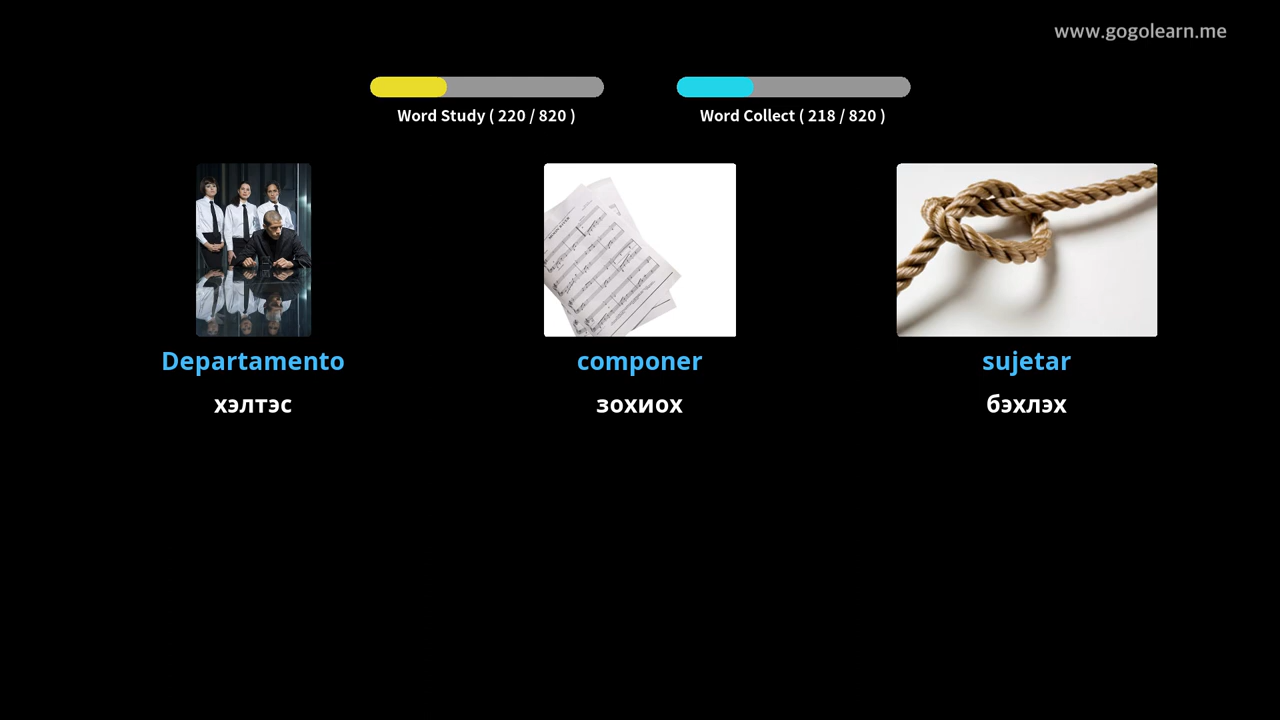 www.gogolearn.me
Word Study ( 220 / 820 )
Word Collect ( 218 / 820 )
Departamento
componer
sujetar
хэлтэс
зохиох
бэхлэх